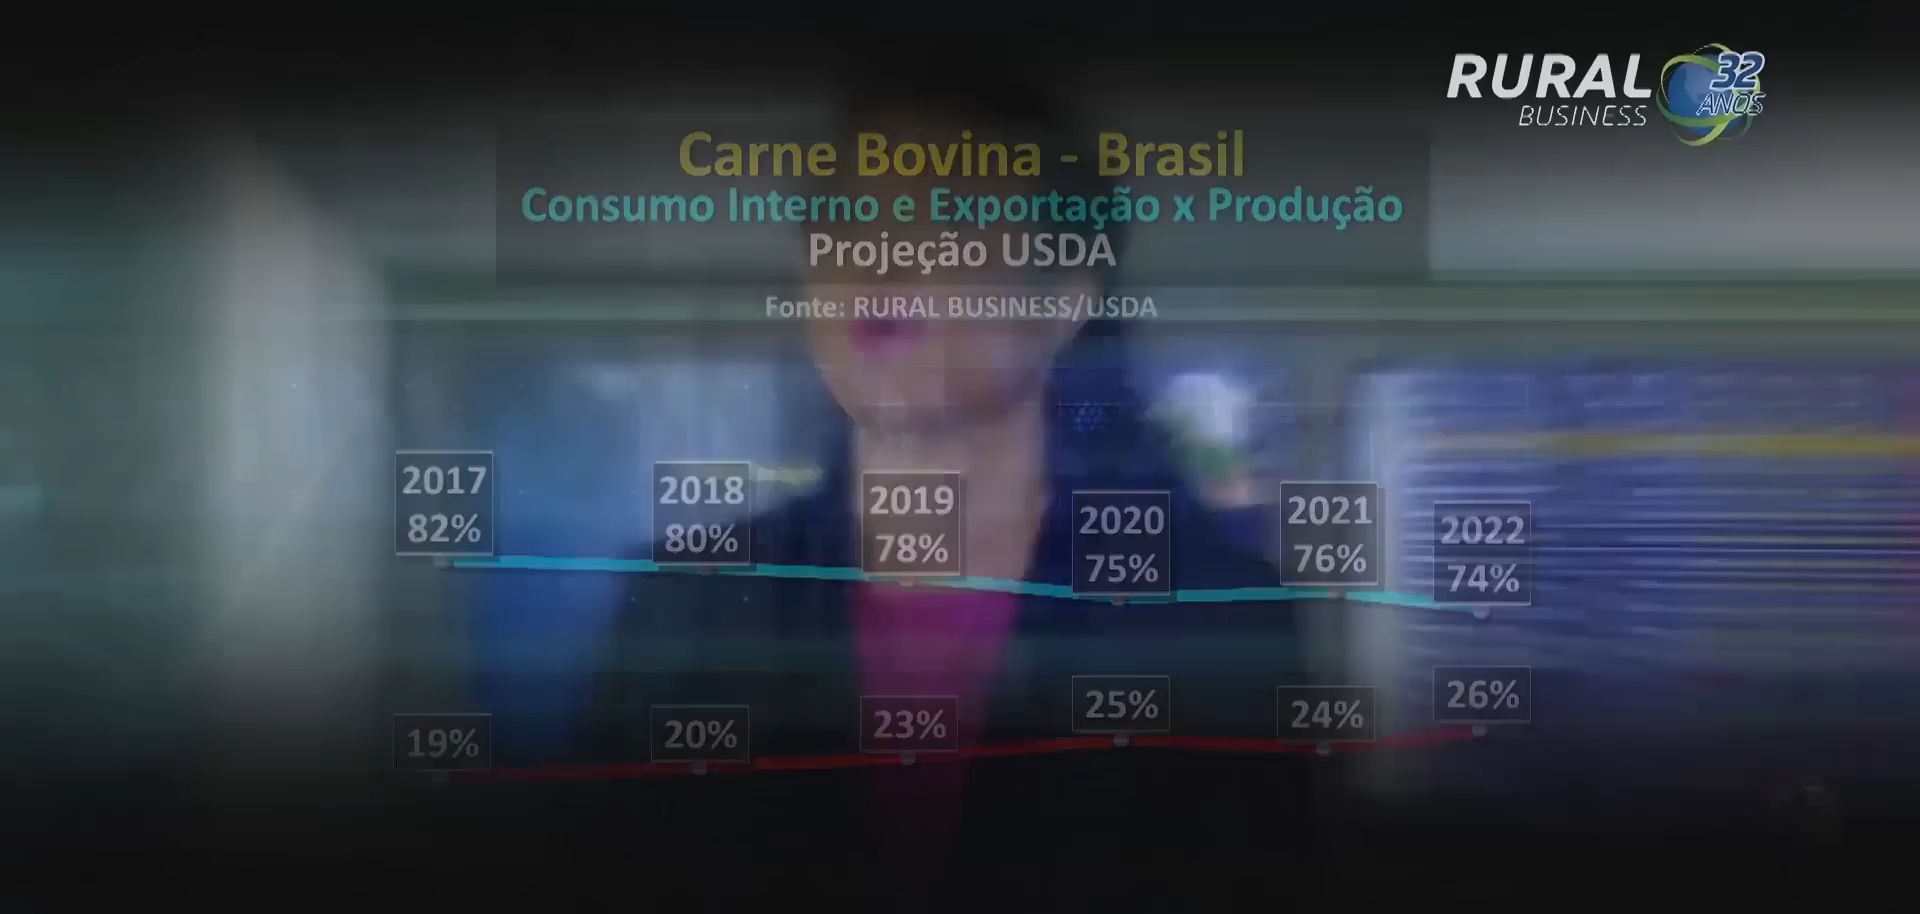 RURAL
BUSINESS
32
ANOS
Carne Bovina - Brasil
Consumo Interno e Exportação x Produção
Projeção USDA
Fonte: RURAL BUSINESS/USDA
2017
82%
2018
80%
2019
78%
2020
75%
2021
76%
2022
74%
19%
20%
23%
25%
24%
26%